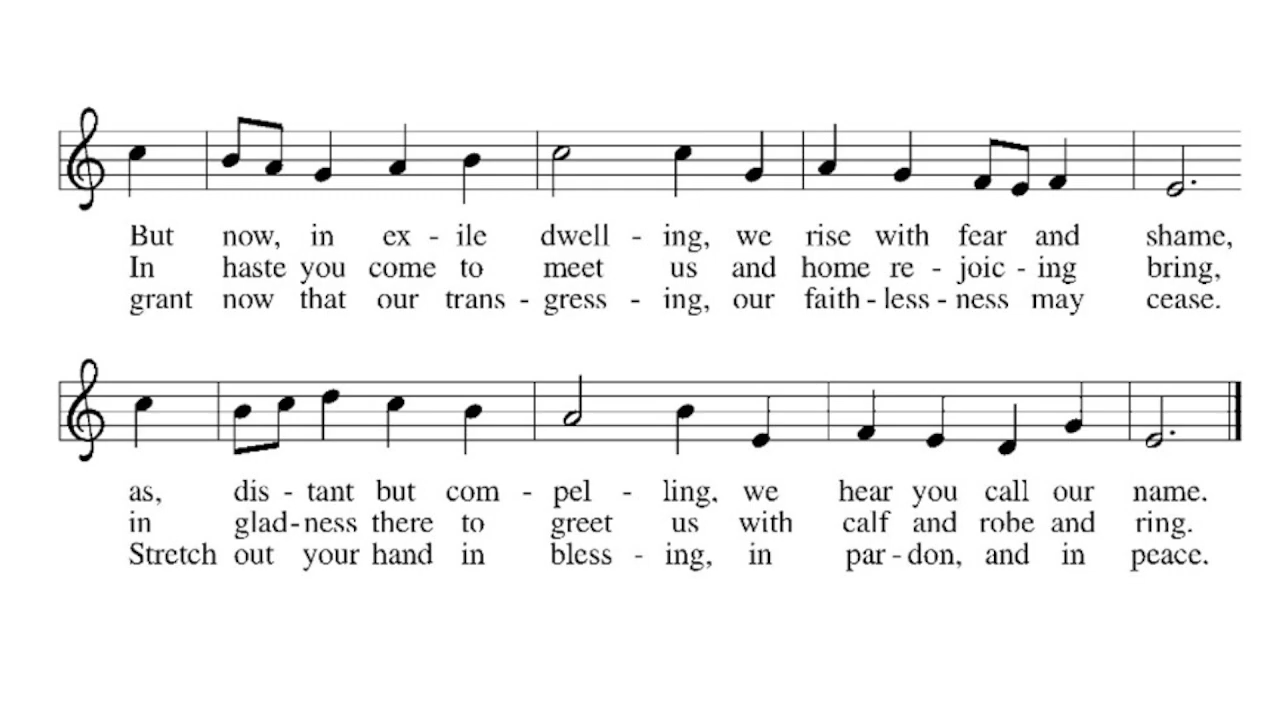 But now, in ex - ile dwell - ing, we rise with fear and shame,
In haste you come to meet us and home re - joic - ing bring,
grant now that our trans - gress - ing, our faith - less - ness may cease.
as, dis - tant but com - pel - ling, we hear you call our name.
in glad - ness there to greet us with calf and robe and ring.
Stretch out your hand in bless - ing, in par - don, and in peace.